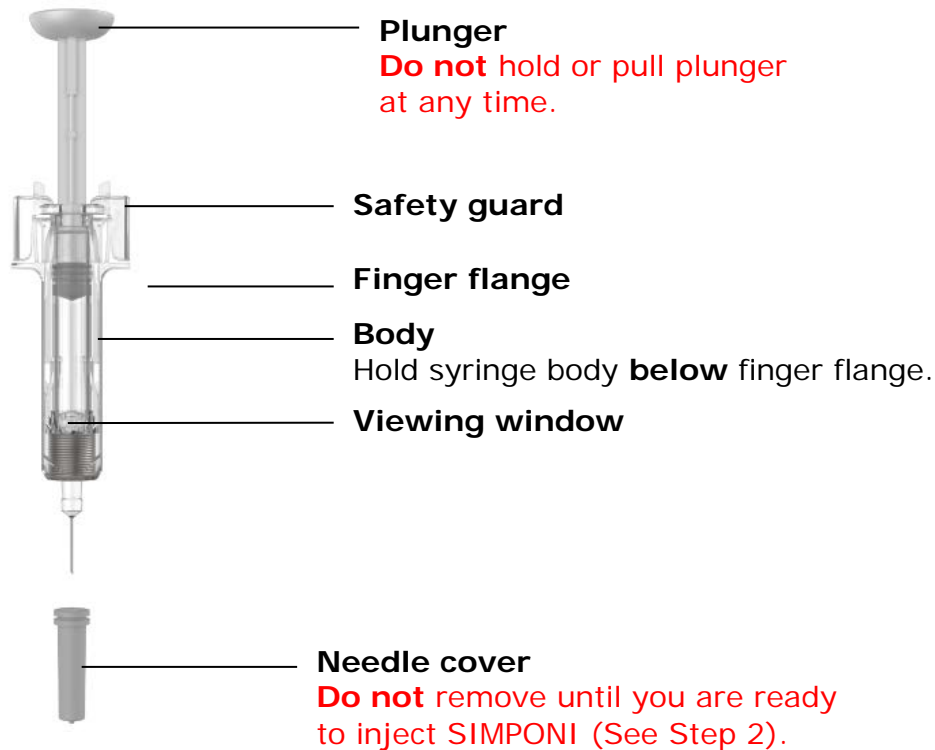 Plunger
Do not hold or pull plunger
at any time.
Safety guard
Finger flange
Body
Hold syringe body below finger flange.
Viewing window
Needle cover
Do not remove until you are ready
to inject SIMPONI (See Step 2).